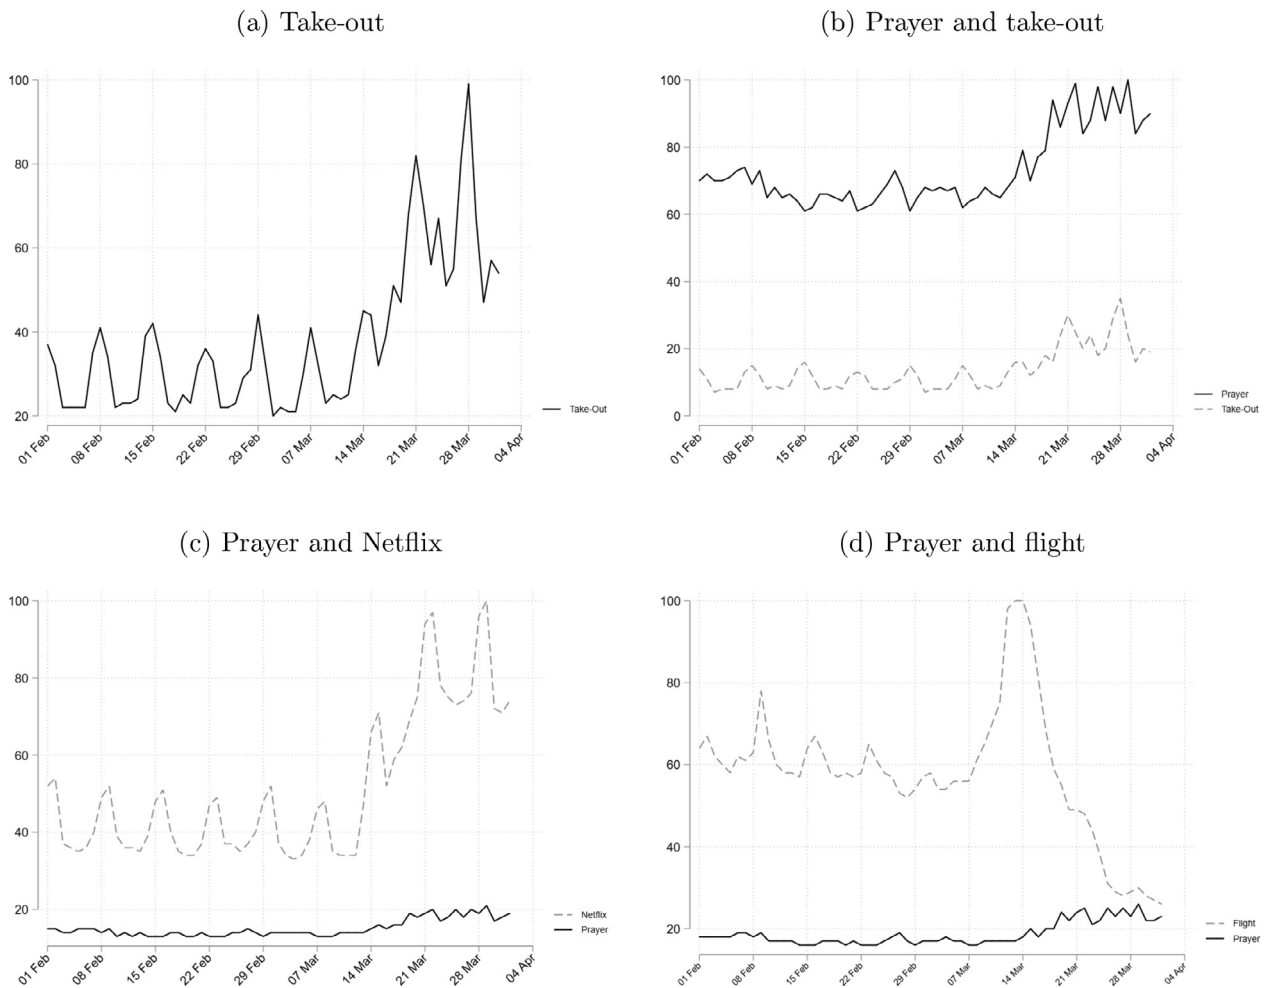 (a) Take-out
100
80
60
40
20
01 Feb 08 Feb 15 Feb 22 Feb 29 Feb 07 Mar 14 Mar 21 Mar 28 Mar 04 Apr
Take-Out
(b) Prayer and take-out
100
80
60
40
20
0
01 Feb 08 Feb 15 Feb 22 Feb 29 Feb 07 Mar 14 Mar 21 Mar 28 Mar 04 Apr
Prayer
Take-Out
(c) Prayer and Netflix
100
80
60
40
20
01 Feb 08 Feb 15 Feb 22 Feb 29 Feb 07 Mar 14 Mar 21 Mar 28 Mar 04 Apr
Netflix
Prayer
(d) Prayer and flight
100
80
60
40
20
01 Feb 08 Feb 15 Feb 22 Feb 29 Feb 07 Mar 14 Mar 21 Mar 28 Mar 04 Apr
Flight
Prayer